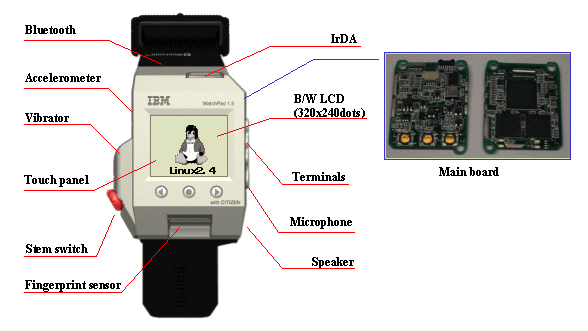 Bluetooth
IrDA
Accelerometer
B/W LCD
(320x240dots)
IBM
WatchPad 1.5
Vibrator
Linux2. 4
Touch panel
Terminals
Main board
with CITIZEN
Microphone
Stem switch
Speaker
Fingerprint sensor